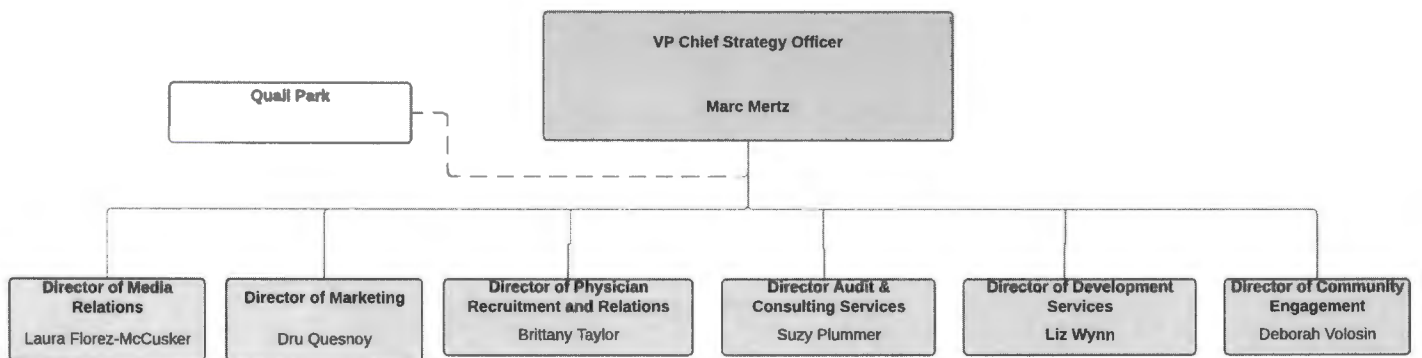 VP Chief Strategy Officer
Marc Mertz
Quail Park
Director of Media
Relations
Laura Florez-McCusker
Director of Marketing
Dru Quesnoy
Director of Physician
Recruitment and Relations
Brittany Taylor
Director Audit &
Consulting Services
Suzy Plummer
Director of Development
Services
Liz Wynn
Director of Community
Engagement
Deborah Volosin